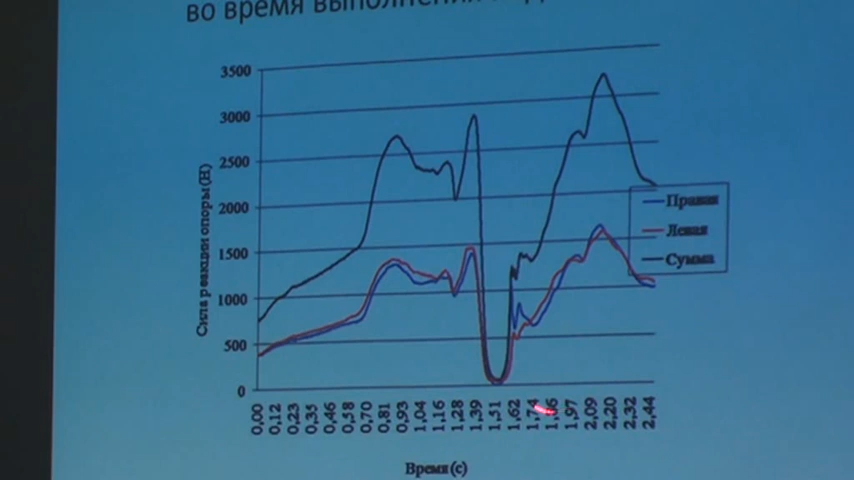 во время выполнения
3500
3000
2500
2000
1500
1000
500
0
Сила реакции опоры (Н)
Правая
Левая
Сумма
0,00 0,12 0,23 0,35 0,46 0,58 0,70 0,81 0,93 1,04 1,16 1,28 1,39 1,51 1,62 1,74 1,86 1,97 2,09 2,20 2,32 2,44
Время (с)